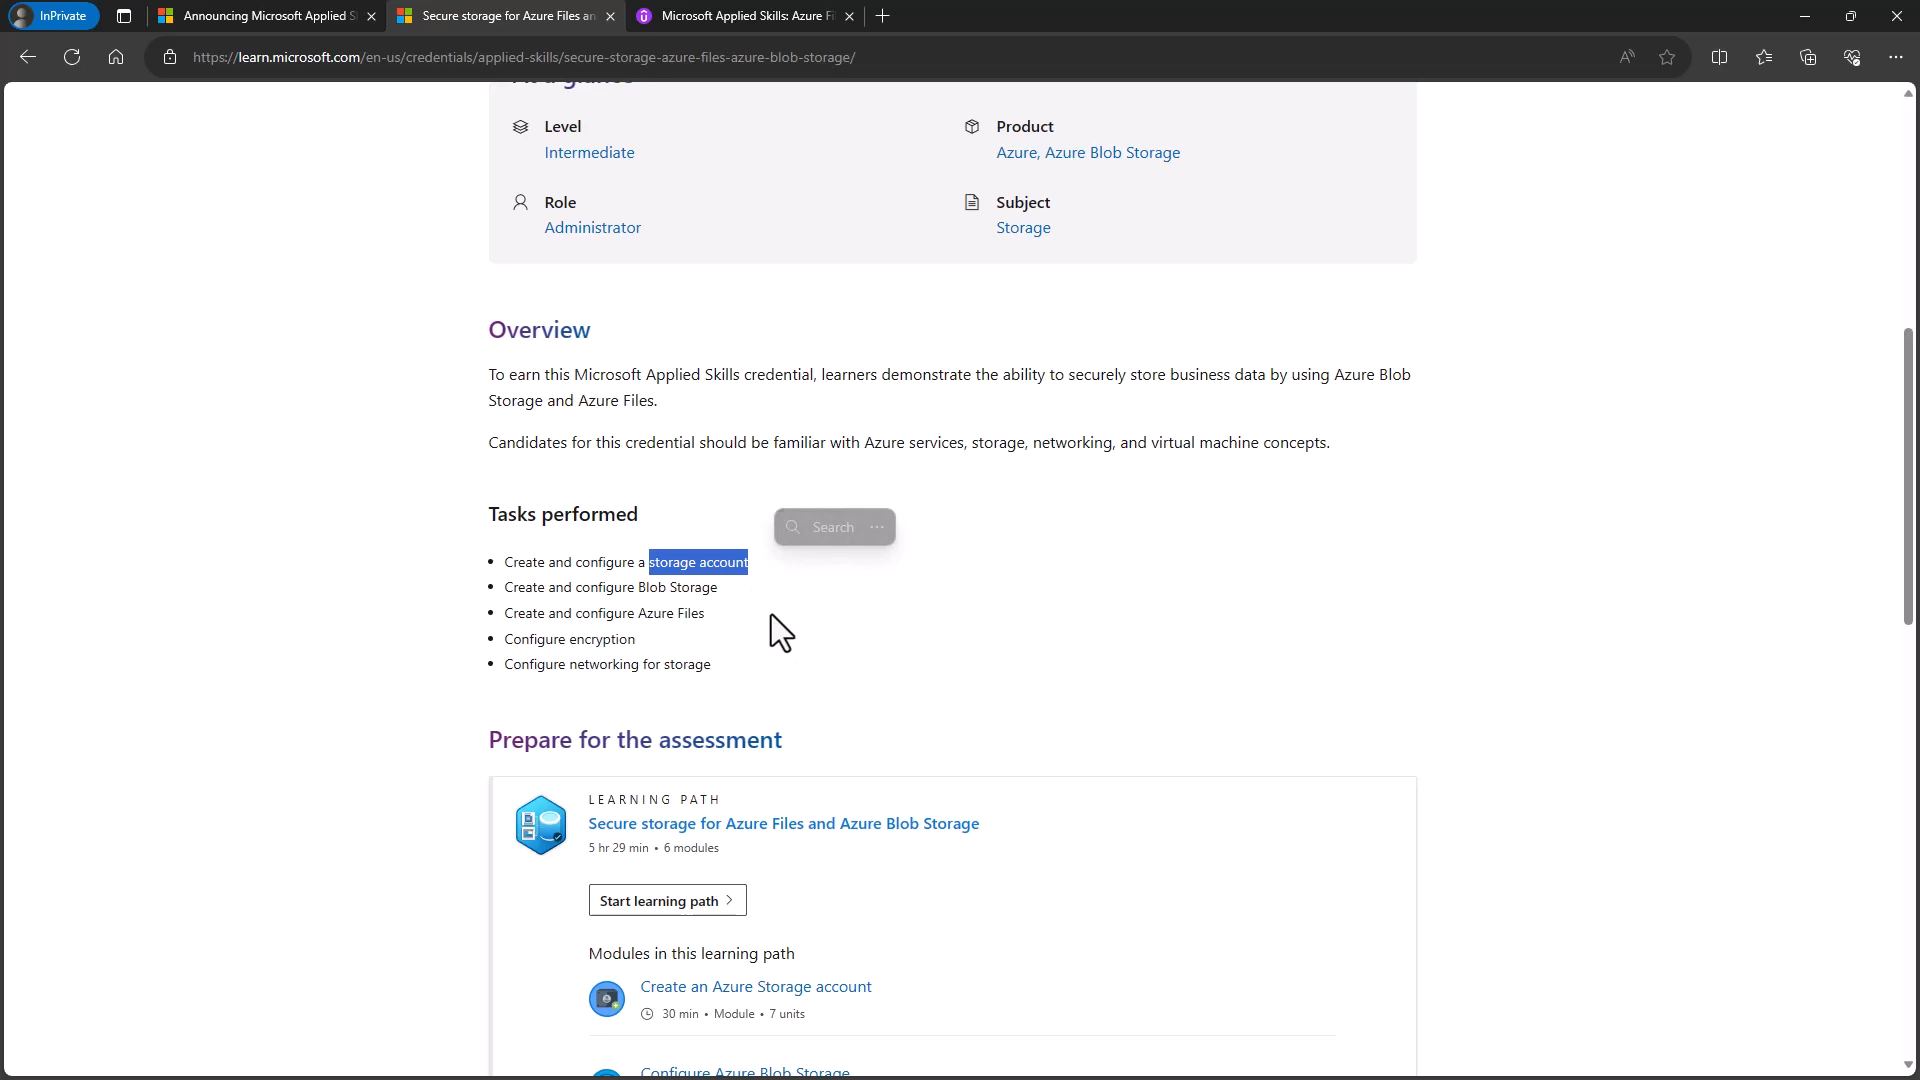 InPrivate
Announcing Microsoft Applied S
Secure storage for Azure Files an
Microsoft Applied Skills: Azure Fi
https://learn.microsoft.com/en-us/credentials/applied-skills/secure-storage-azure-files-azure-blob-storage/
Level
Intermediate
Product
Azure, Azure Blob Storage
Role
Administrator
Subject
Storage
Overview
To earn this Microsoft Applied Skills credential, learners demonstrate the ability to securely store business data by using Azure Blob
Storage and Azure Files.
Candidates for this credential should be familiar with Azure services, storage, networking, and virtual machine concepts.
Tasks performed
Search
• Create and configure a storage account
• Create and configure Blob Storage
• Create and configure Azure Files
• Configure encryption
• Configure networking for storage
Prepare for the assessment
LEARNING PATH
Secure storage for Azure Files and Azure Blob Storage
5 hr 29 min • 6 modules
Start learning path
Modules in this learning path
Create an Azure Storage account
30 min • Module • 7 units
Configure Azure Blob Storage